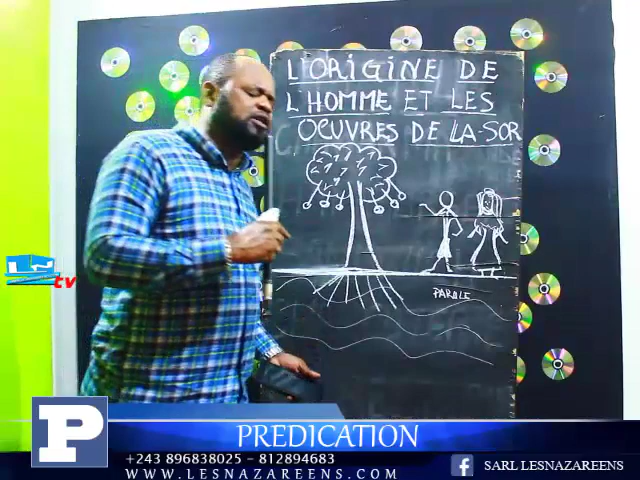 L'ORIGINE DE
L'HOMME ET LES
OEUVRES DE LA SOR
PAROLE
tv
P
PREDICATION
+243 896838025 - 812894683
WWW.LESNAZAREENS.COM
f SARL LESNAZAREENS